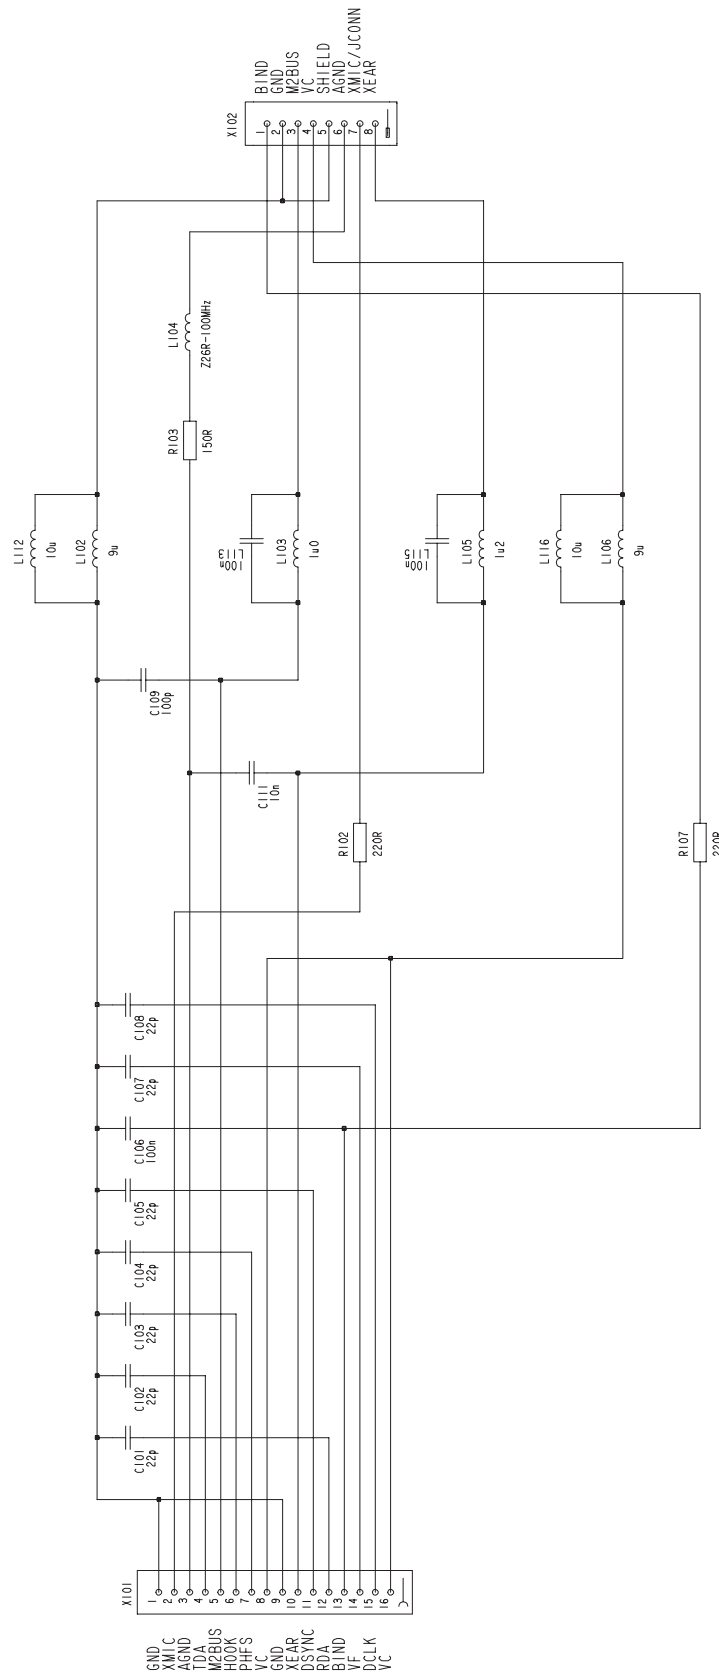 BIND
GND
M2BUS
VC
SHIELD
AGND
XMIC/JCONN
XEAR
X102
1
2
3
4
5
6
7
8
L104
Z26R-100MHz
R103
150R
L112
10u
L102
9u
100n
L113
L103
1u0
100n
L115
L105
1u2
L116
10u
L106
9u
C109
100p
C111
10n
R102
220R
R107
220R
C108
22p
C107
22p
C106
100n
C105
22p
C104
22p
C103
22p
C102
22p
C101
22p
X101
1
2
3
4
5
6
7
8
9
10
11
12
13
14
15
16
GND
XMIC
AGND
TDA
M2BUS
HOOK
PHFS
VC
GND
XEAR
DSYNC
RDA
BIND
VF
DCLK
VC